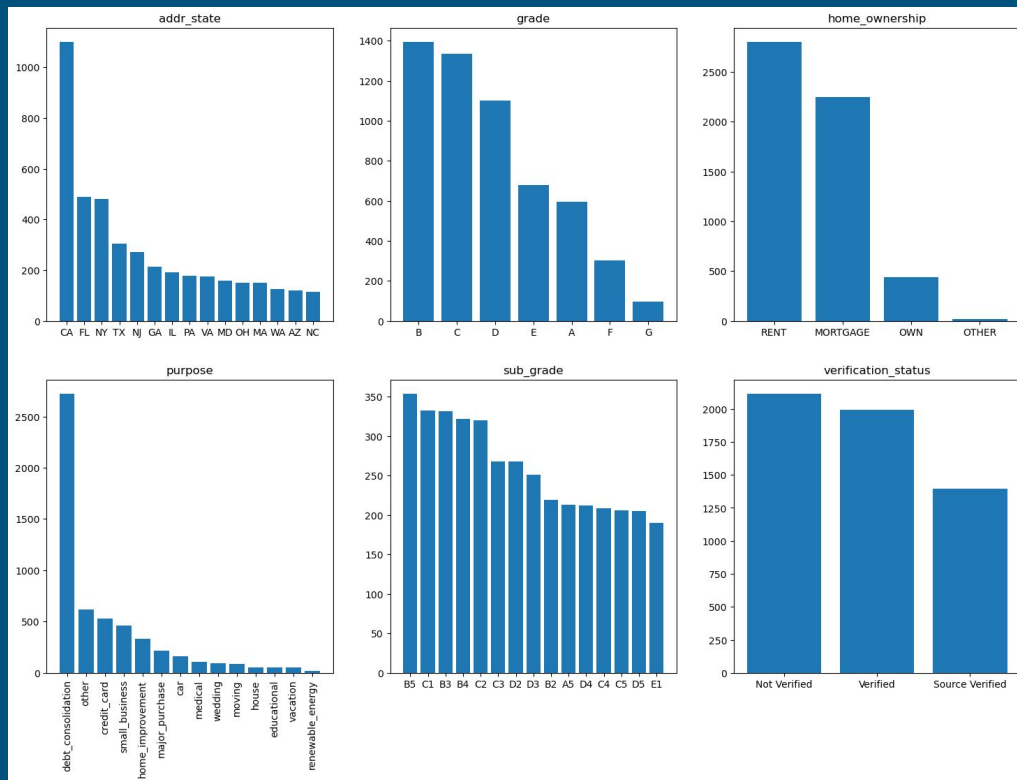 addr_state
1000
800
600
400
200
0
CA FL NY TX NJ GA IL PA VA MD OH MA WA AZ NC
grade
1400
1200
1000
800
600
400
200
0
B C D E A F G
home_ownership
2500
2000
1500
1000
500
0
RENT MORTGAGE OWN OTHER
purpose
2500
2000
1500
1000
500
0
debt_consolidation
other
credit_card
small_business
home_improvement
major_purchase
car
medical
wedding
moving
house
educational
vacation
renewable_energy
sub_grade
350
300
250
200
150
100
50
0
B5 C1 B3 B4 C2 C3 D2 D3 B2 A5 D4 C4 C5 D5 E1
verification_status
2000
1750
1500
1250
1000
750
500
250
0
Not Verified Verified Source Verified